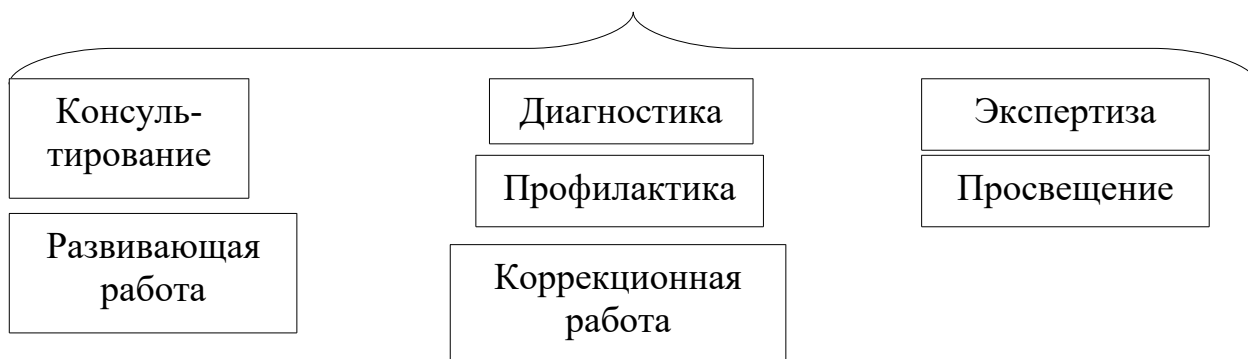 Консуль-
тирование
Диагностика
Экспертиза
Профилактика
Просвещение
Развивающая
работа
Коррекционная
работа